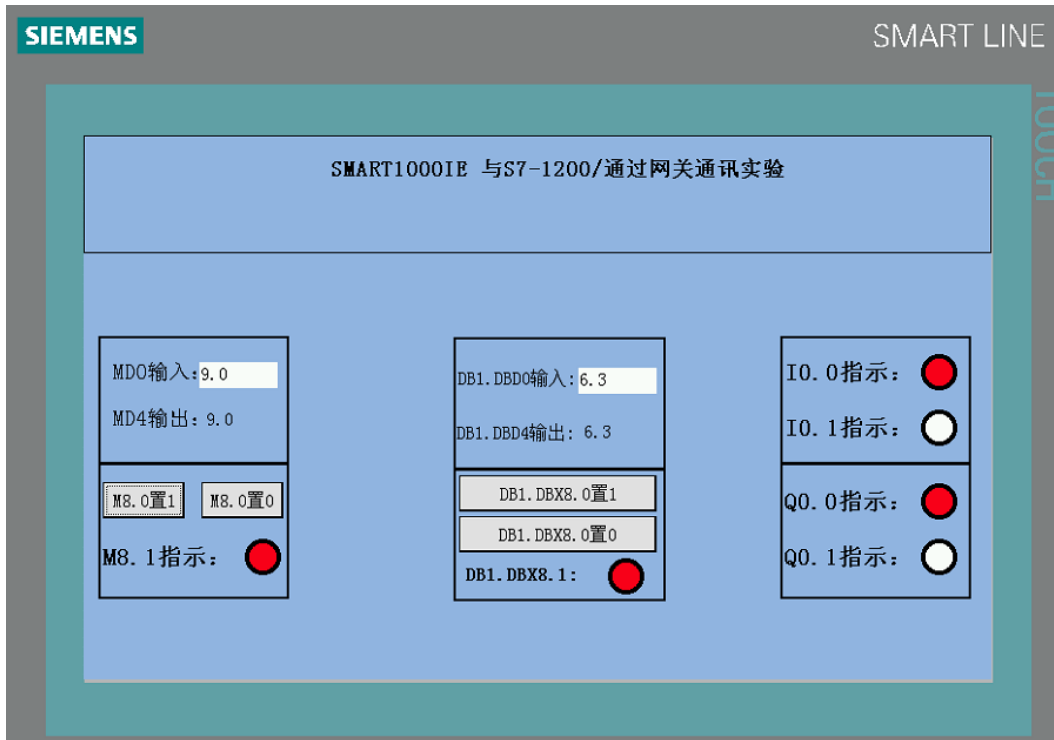 SIEMENS
SMART LINE
TOUCH
SMART1000IE 与S7-1200/通过网关通讯实验
MD0输入:9.0
MD4输出: 9.0
M8.0置1
M8.0置0
M8.1指示:
DB1.DBD0输入:6.3
DB1.DBD4输出: 6.3
DB1.DBX8.0置1
DB1.DBX8.0置0
DB1.DBX8.1:
I0.0指示:
I0.1指示:
Q0.0指示:
Q0.1指示: